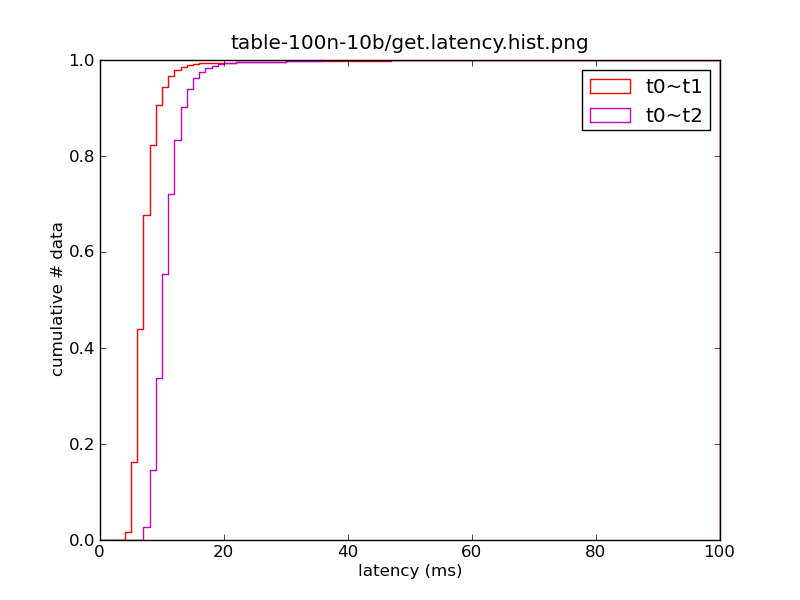 table-100n-10b/get.latency.hist.png
t0~t1
t0~t2
cumulative # data
1.0
0.8
0.6
0.4
0.2
0.0
0 20 40 60 80 100
latency (ms)